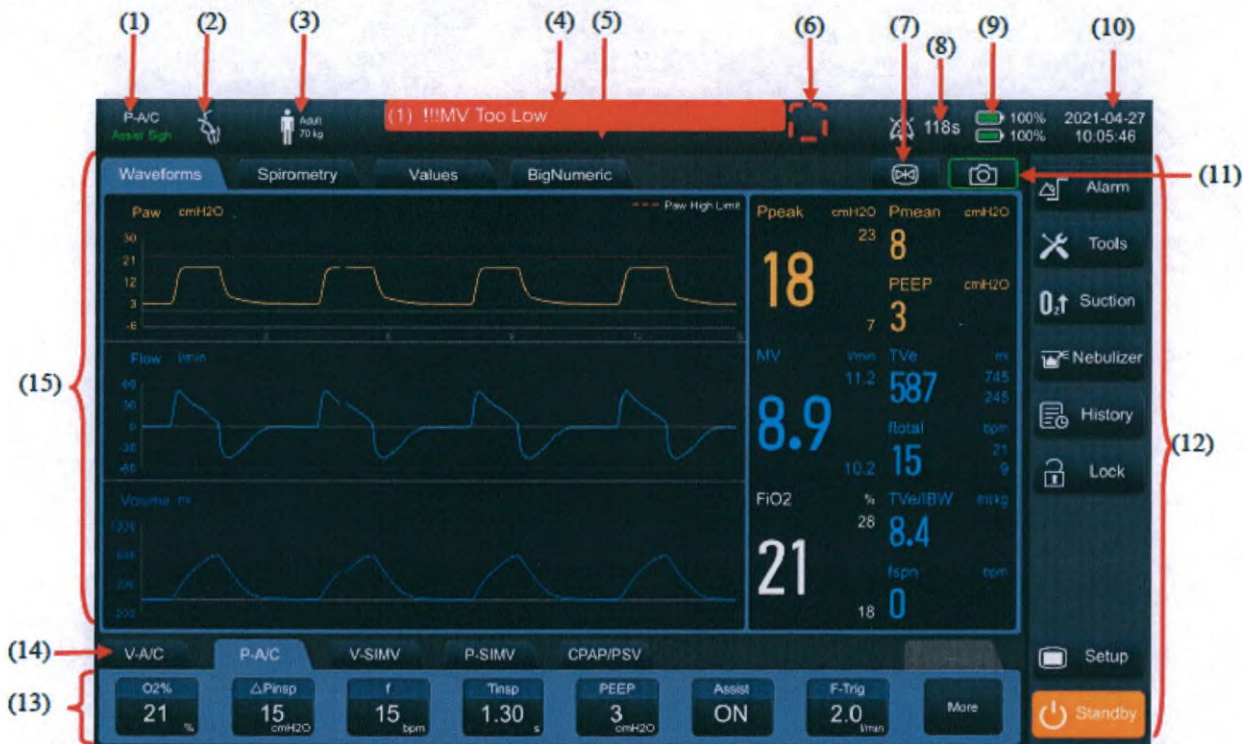 (1) (2) (3) (4) (5) (6) (7) (8) (9) (10)
P-A/C
Assist Sigh
Adult
70 kg
(1) !!!MV Too Low
118s
100%
100%
2021-04-27
10:05:46
Waveforms Spirometry Values BigNumeric
(11)
Alarm
Tools
O2↑ Suction
Nebulizer
History
Lock
(12)
Setup
Standby
(15)
Paw cmH2O
Paw High Limit
30
21
12
3
-6
Flow l/min
60
30
0
-30
-60
Volume ml
600
200
-200
Ppeak cmH2O
23
18
7
Pmean cmH2O
8
PEEP cmH2O
3
MV l/min
11.2
8.9
10.2
TVe ml
587
745
245
ftotal bpm
15
21
9
FiO2 %
28
21
18
TVe/IBW ml/kg
8.4
fspn bpm
0
(14)
V-A/C P-A/C V-SIMV P-SIMV CPAP/PSV
(13)
O2%
21
%
△Pinsp
15
cmH2O
f
15
bpm
Tinsp
1.30
s
PEEP
3
cmH2O
Assist
ON
F-Trig
2.0
l/min
More